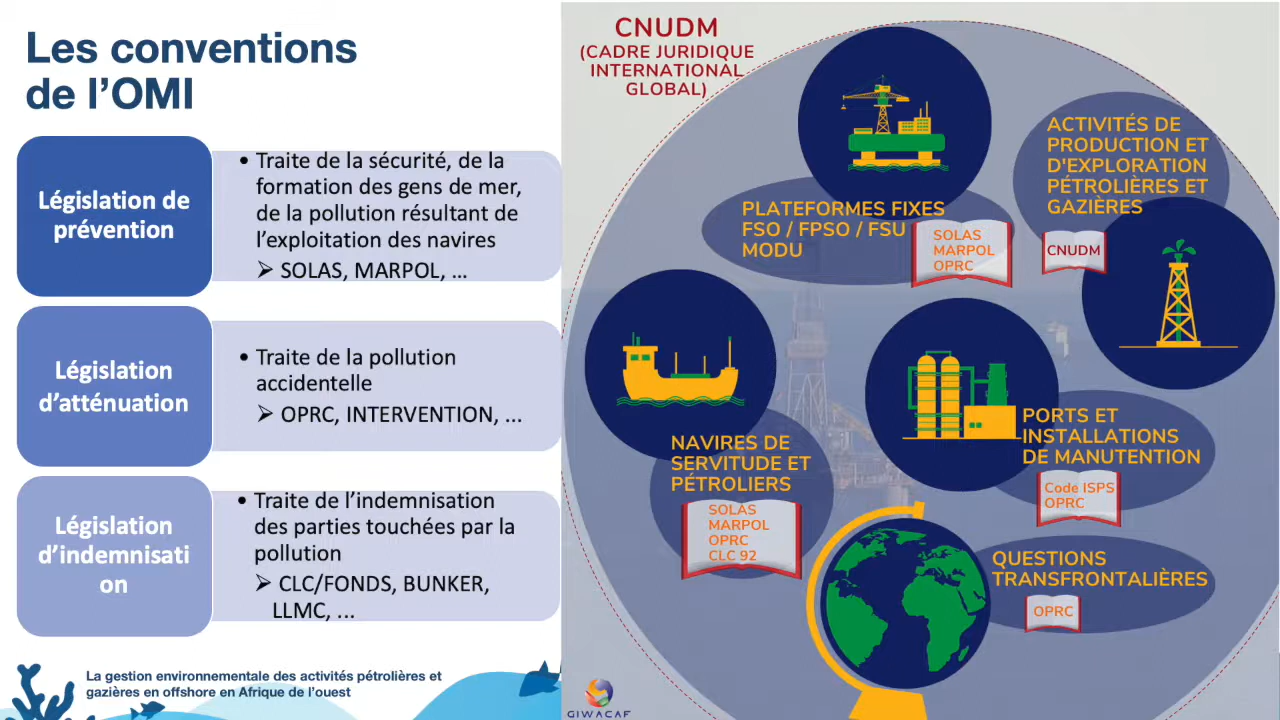 Les conventions
de l'OMI
Législation de
prévention
• Traite de la sécurité, de la
formation des gens de mer,
de la pollution résultant de
l'exploitation des navires
➢ SOLAS, MARPOL, ...
Législation
d'atténuation
• Traite de la pollution
accidentelle
➢ OPRC, INTERVENTION, ...
Législation
d'indemnisati
on
• Traite de l'indemnisation
des parties touchées par la
pollution
➢ CLC/FONDS, BUNKER,
LLMC, ...
La gestion environnementale des activités pétrolières et
gazières en offshore en Afrique de l'ouest
CNUDM
(CADRE JURIDIQUE
INTERNATIONAL
GLOBAL)
PLATEFORMES FIXES
FSO / FPSO / FSU
MODU
SOLAS
MARPOL
OPRC
ACTIVITÉS DE
PRODUCTION ET
D'EXPLORATION
PÉTROLIÈRES ET
GAZIÈRES
CNUDM
NAVIRES DE
SERVITUDE ET
PÉTROLIERS
SOLAS
MARPOL
OPRC
CLC 92
PORTS ET
INSTALLATIONS
DE MANUTENTION
Code ISPS
OPRC
QUESTIONS
TRANSFRONTALIÈRES
OPRC
GIWACAF